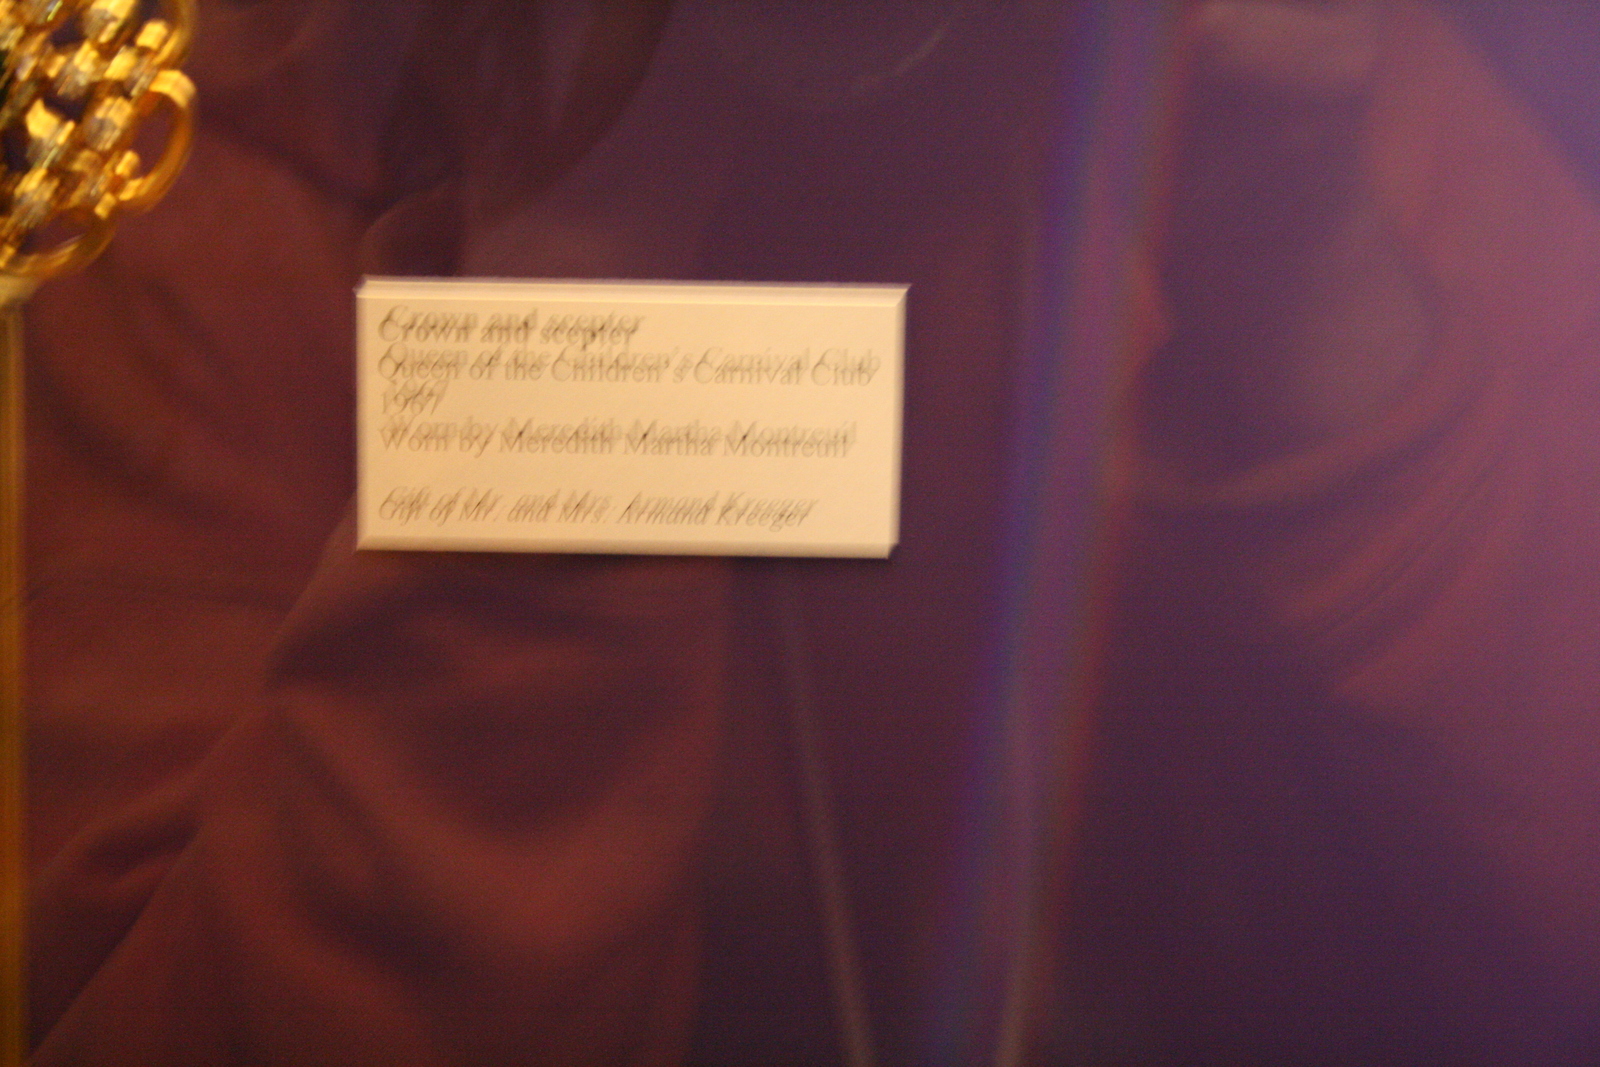 Crown and scepter
Queen of the Children's Carnival Club
1967
Worn by Meredith Martha Montreuil
Gift of Mr. and Mrs. Armand Kreeger